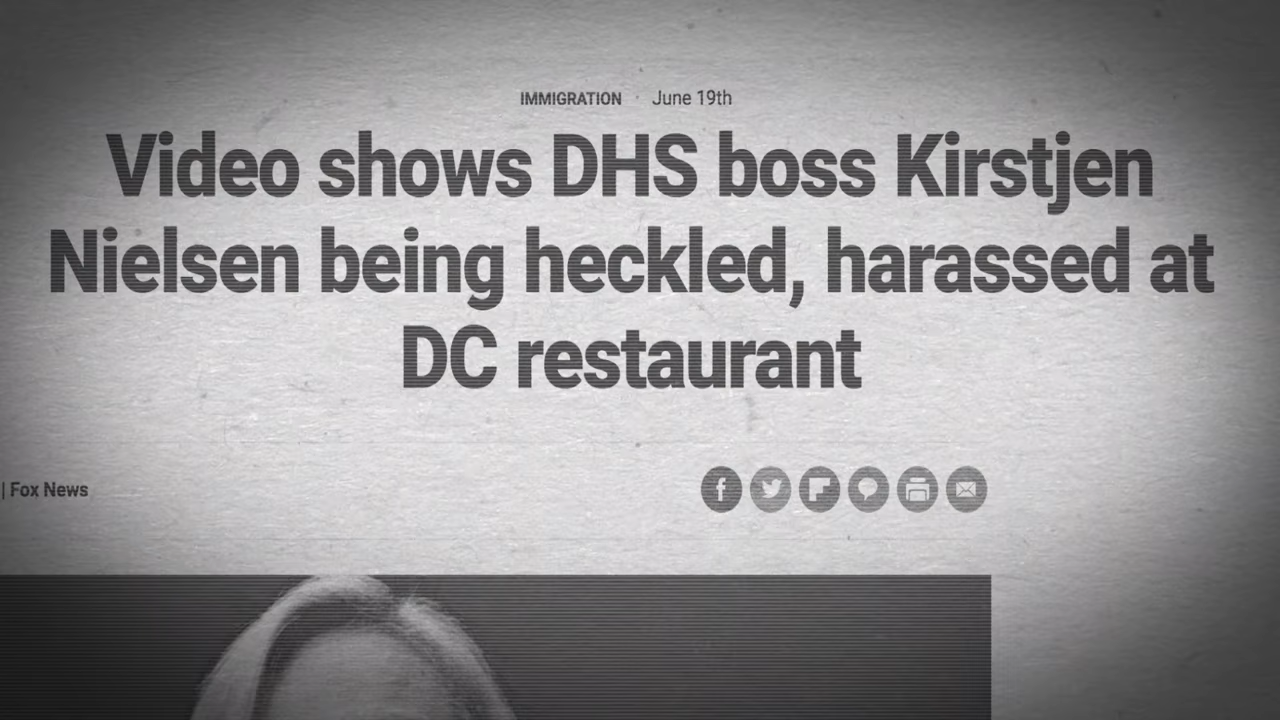 IMMIGRATION · June 19th
Video shows DHS boss Kirstjen
Nielsen being heckled, harassed at
DC restaurant
| Fox News